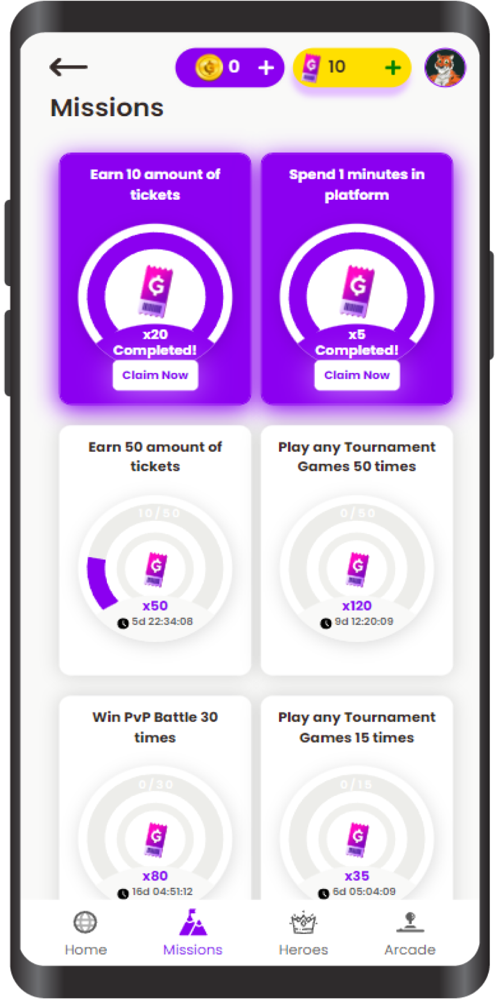 0 +
10 +
Missions
Earn 10 amount of
tickets
x20
Completed!
Claim Now
Spend 1 minutes in
platform
x5
Completed!
Claim Now
Earn 50 amount of
tickets
10/50
x50
5d 22:34:08
Play any Tournament
Games 50 times
0/50
x120
9d 12:20:09
Win PvP Battle 30
times
0/30
x80
16d 04:51:12
Play any Tournament
Games 15 times
0/15
x35
6d 05:04:09
Home
Missions
Heroes
Arcade